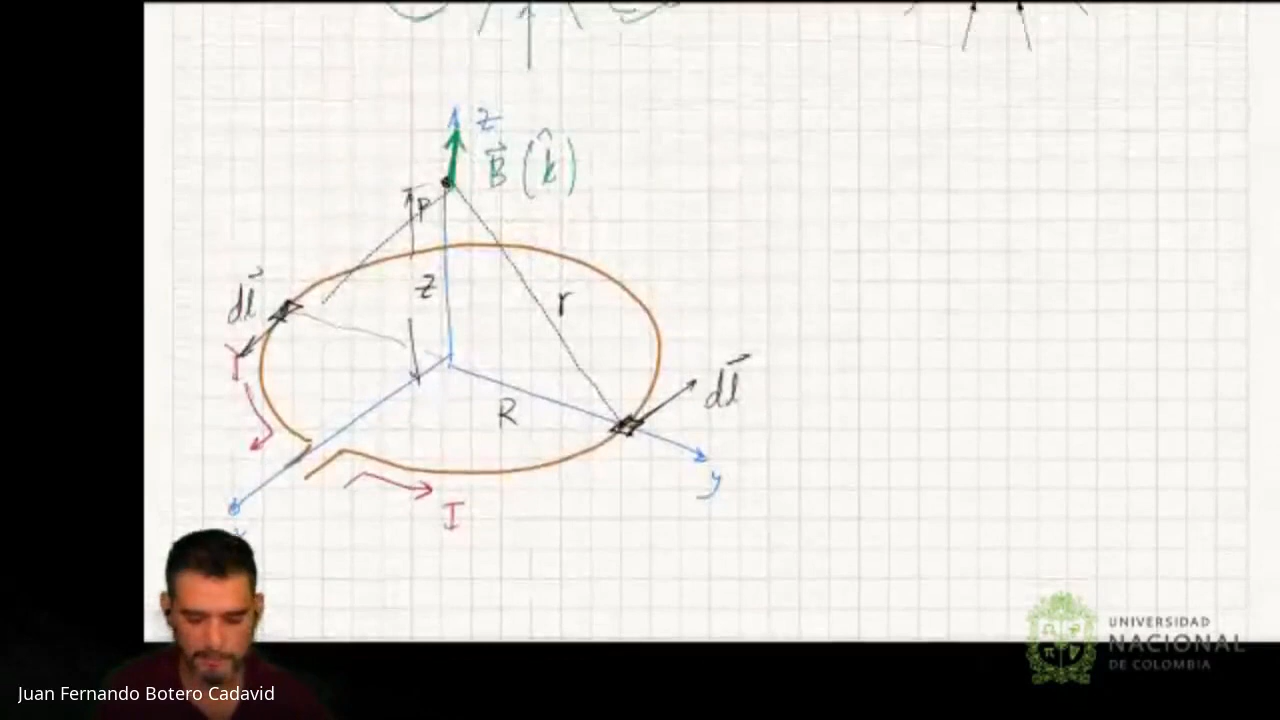 z
B⃗ (k̂)
P
z
r
dl⃗
I
R
dl⃗
y
I
x
UNIVERSIDAD
NACIONAL
DE COLOMBIA
Juan Fernando Botero Cadavid